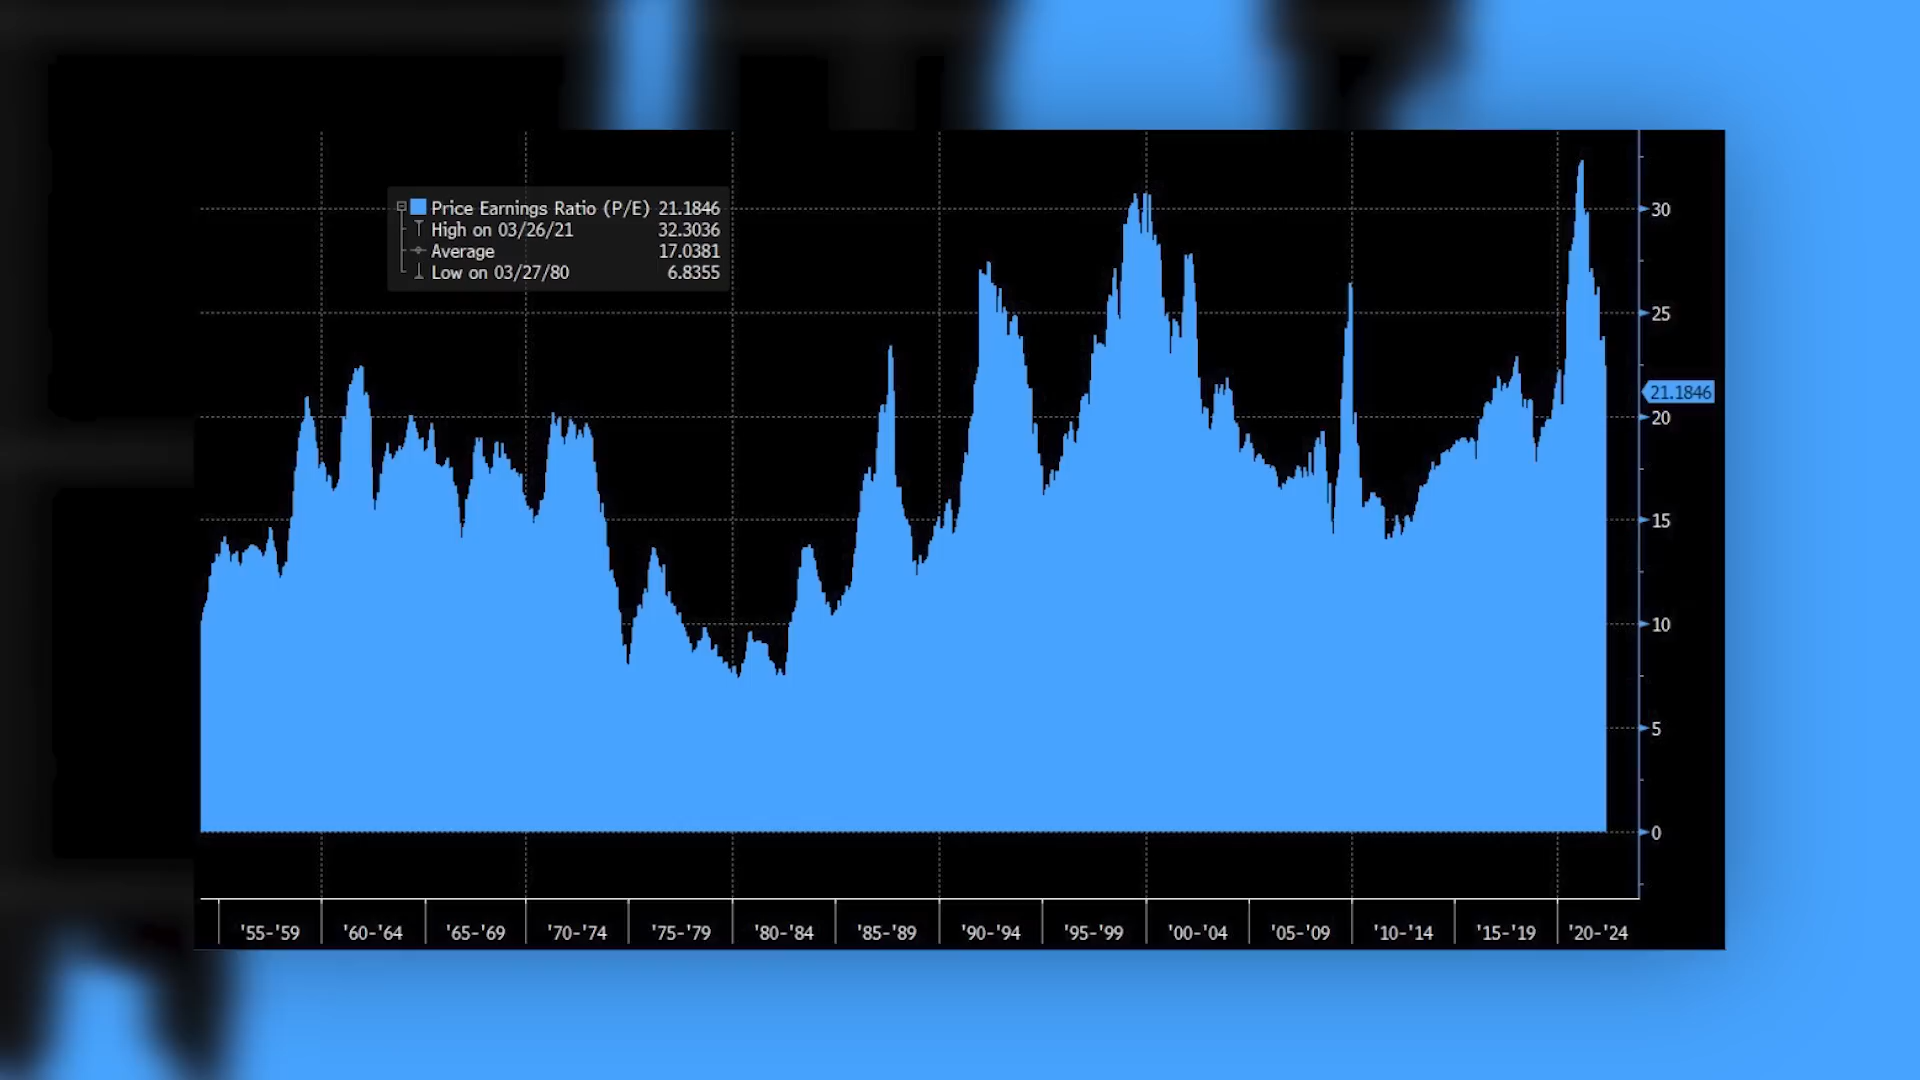 Price Earnings Ratio (P/E) 21.1846
High on 03/26/21 32.3036
Average 17.0381
Low on 03/27/80 6.8355
30
25
21.1846
20
15
10
5
0
'55-'59 '60-'64 '65-'69 '70-'74 '75-'79 '80-'84 '85-'89 '90-'94 '95-'99 '00-'04 '05-'09 '10-'14 '15-'19 '20-'24